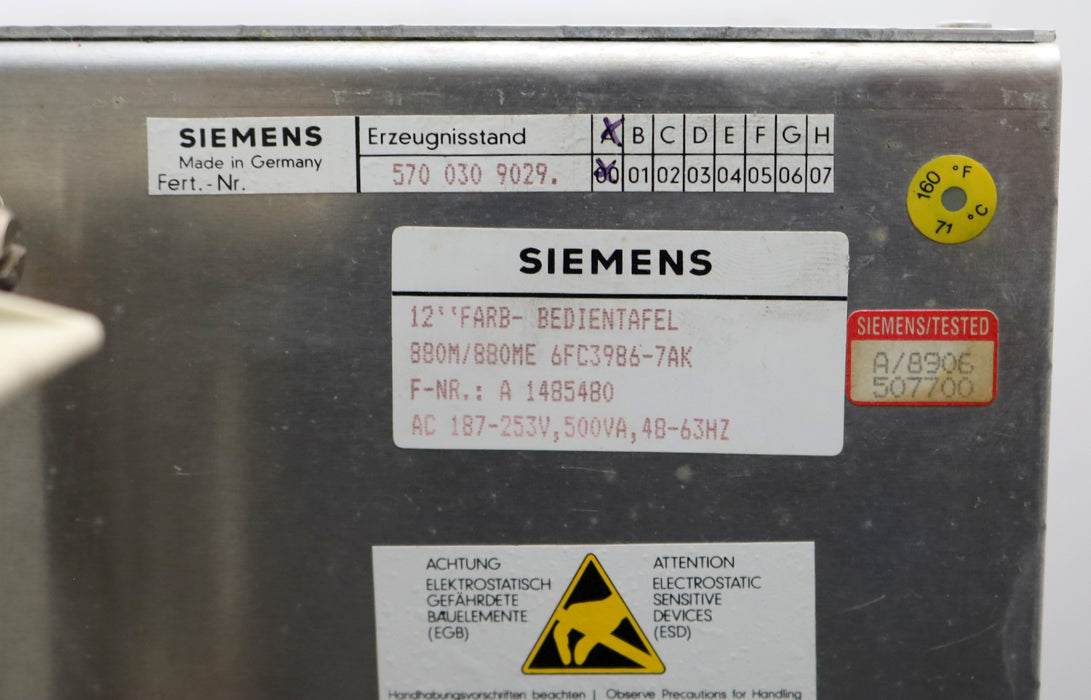 SIEMENS
Made in Germany
Fert.-Nr.
Erzeugnisstand A B C D E F G H
570 030 9029. 00 01 02 03 04 05 06 07
160 °F
71 °C
SIEMENS
12''FARB- BEDIENTAFEL
880M/880ME 6FC3986-7AK
F-NR.: A 1485480
AC 187-253V,500VA,48-63HZ
SIEMENS/TESTED
A/8906
507700
ACHTUNG
ELEKTROSTATISCH
GEFÄHRDETE
BAUELEMENTE
(EGB)
ATTENTION
ELECTROSTATIC
SENSITIVE
DEVICES
(ESD)
Handhabungsvorschriften beachten | Observe Precautions for Handling